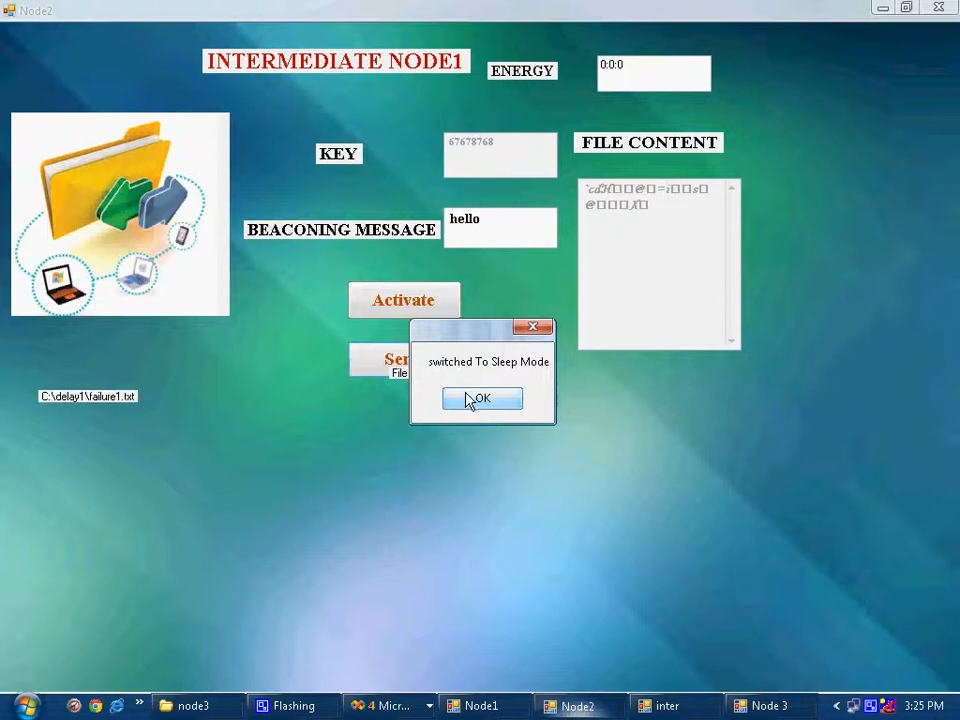 Node2
INTERMEDIATE NODE1
ENERGY
0:0:0
KEY
67678768
FILE CONTENT
BEACONING MESSAGE
hello
Activate
switched To Sleep Mode
File
OK
C:\delay1\failure1.txt
node3
Flashing
4 Micr...
Node1
Node2
inter
Node 3
3:25 PM